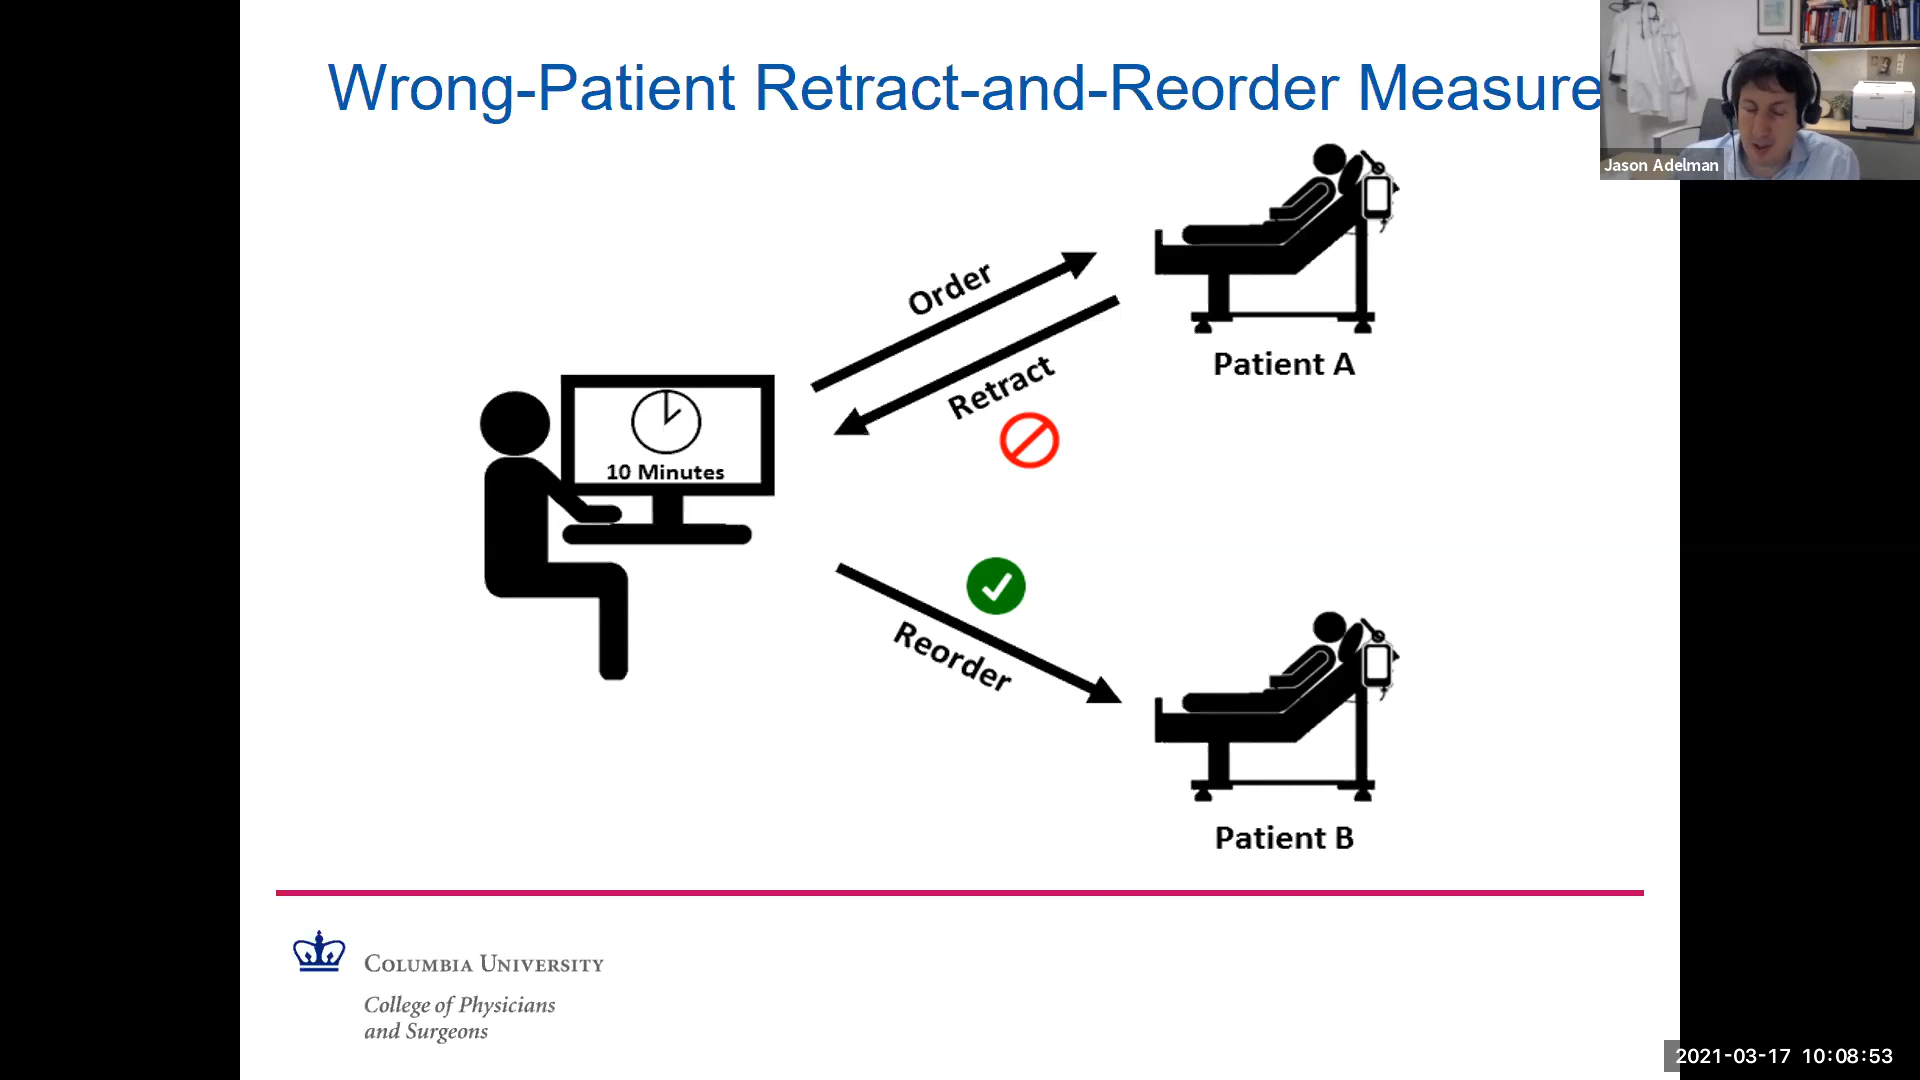 Wrong-Patient Retract-and-Reorder Measure
Jason Adelman
Order
Retract
Patient A
10 Minutes
Reorder
Patient B
COLUMBIA UNIVERSITY
College of Physicians
and Surgeons
2021-03-17 10:08:53